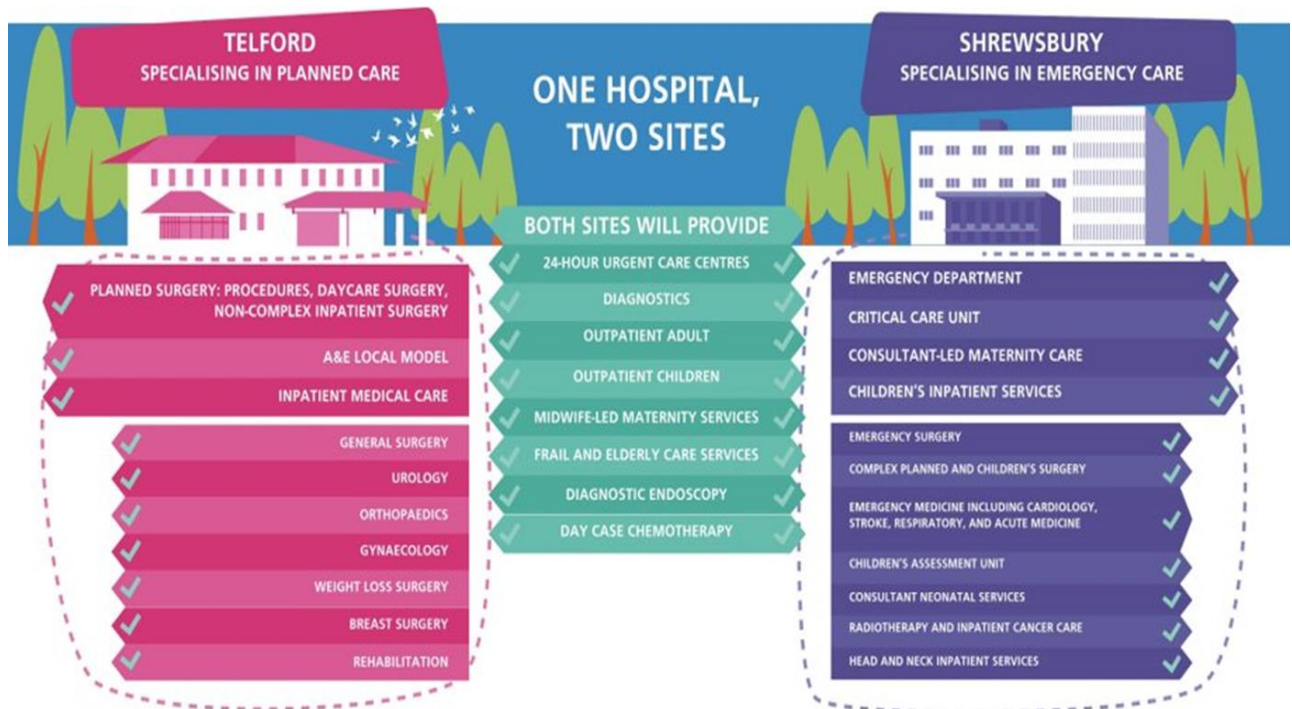 TELFORD
SPECIALISING IN PLANNED CARE
ONE HOSPITAL,
TWO SITES
SHREWSBURY
SPECIALISING IN EMERGENCY CARE
PLANNED SURGERY: PROCEDURES, DAYCARE SURGERY,
NON-COMPLEX INPATIENT SURGERY
A&E LOCAL MODEL
INPATIENT MEDICAL CARE
GENERAL SURGERY
UROLOGY
ORTHOPAEDICS
GYNAECOLOGY
WEIGHT LOSS SURGERY
BREAST SURGERY
REHABILITATION
BOTH SITES WILL PROVIDE
24-HOUR URGENT CARE CENTRES
DIAGNOSTICS
OUTPATIENT ADULT
OUTPATIENT CHILDREN
MIDWIFE-LED MATERNITY SERVICES
FRAIL AND ELDERLY CARE SERVICES
DIAGNOSTIC ENDOSCOPY
DAY CASE CHEMOTHERAPY
EMERGENCY DEPARTMENT
CRITICAL CARE UNIT
CONSULTANT-LED MATERNITY CARE
CHILDREN'S INPATIENT SERVICES
EMERGENCY SURGERY
COMPLEX PLANNED AND CHILDREN'S SURGERY
EMERGENCY MEDICINE INCLUDING CARDIOLOGY,
STROKE, RESPIRATORY, AND ACUTE MEDICINE
CHILDREN'S ASSESSMENT UNIT
CONSULTANT NEONATAL SERVICES
RADIOTHERAPY AND INPATIENT CANCER CARE
HEAD AND NECK INPATIENT SERVICES